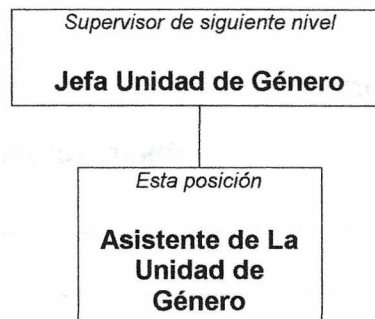 Supervisor de siguiente nivel
Jefa Unidad de Género
Esta posición
Asistente de La
Unidad de
Género